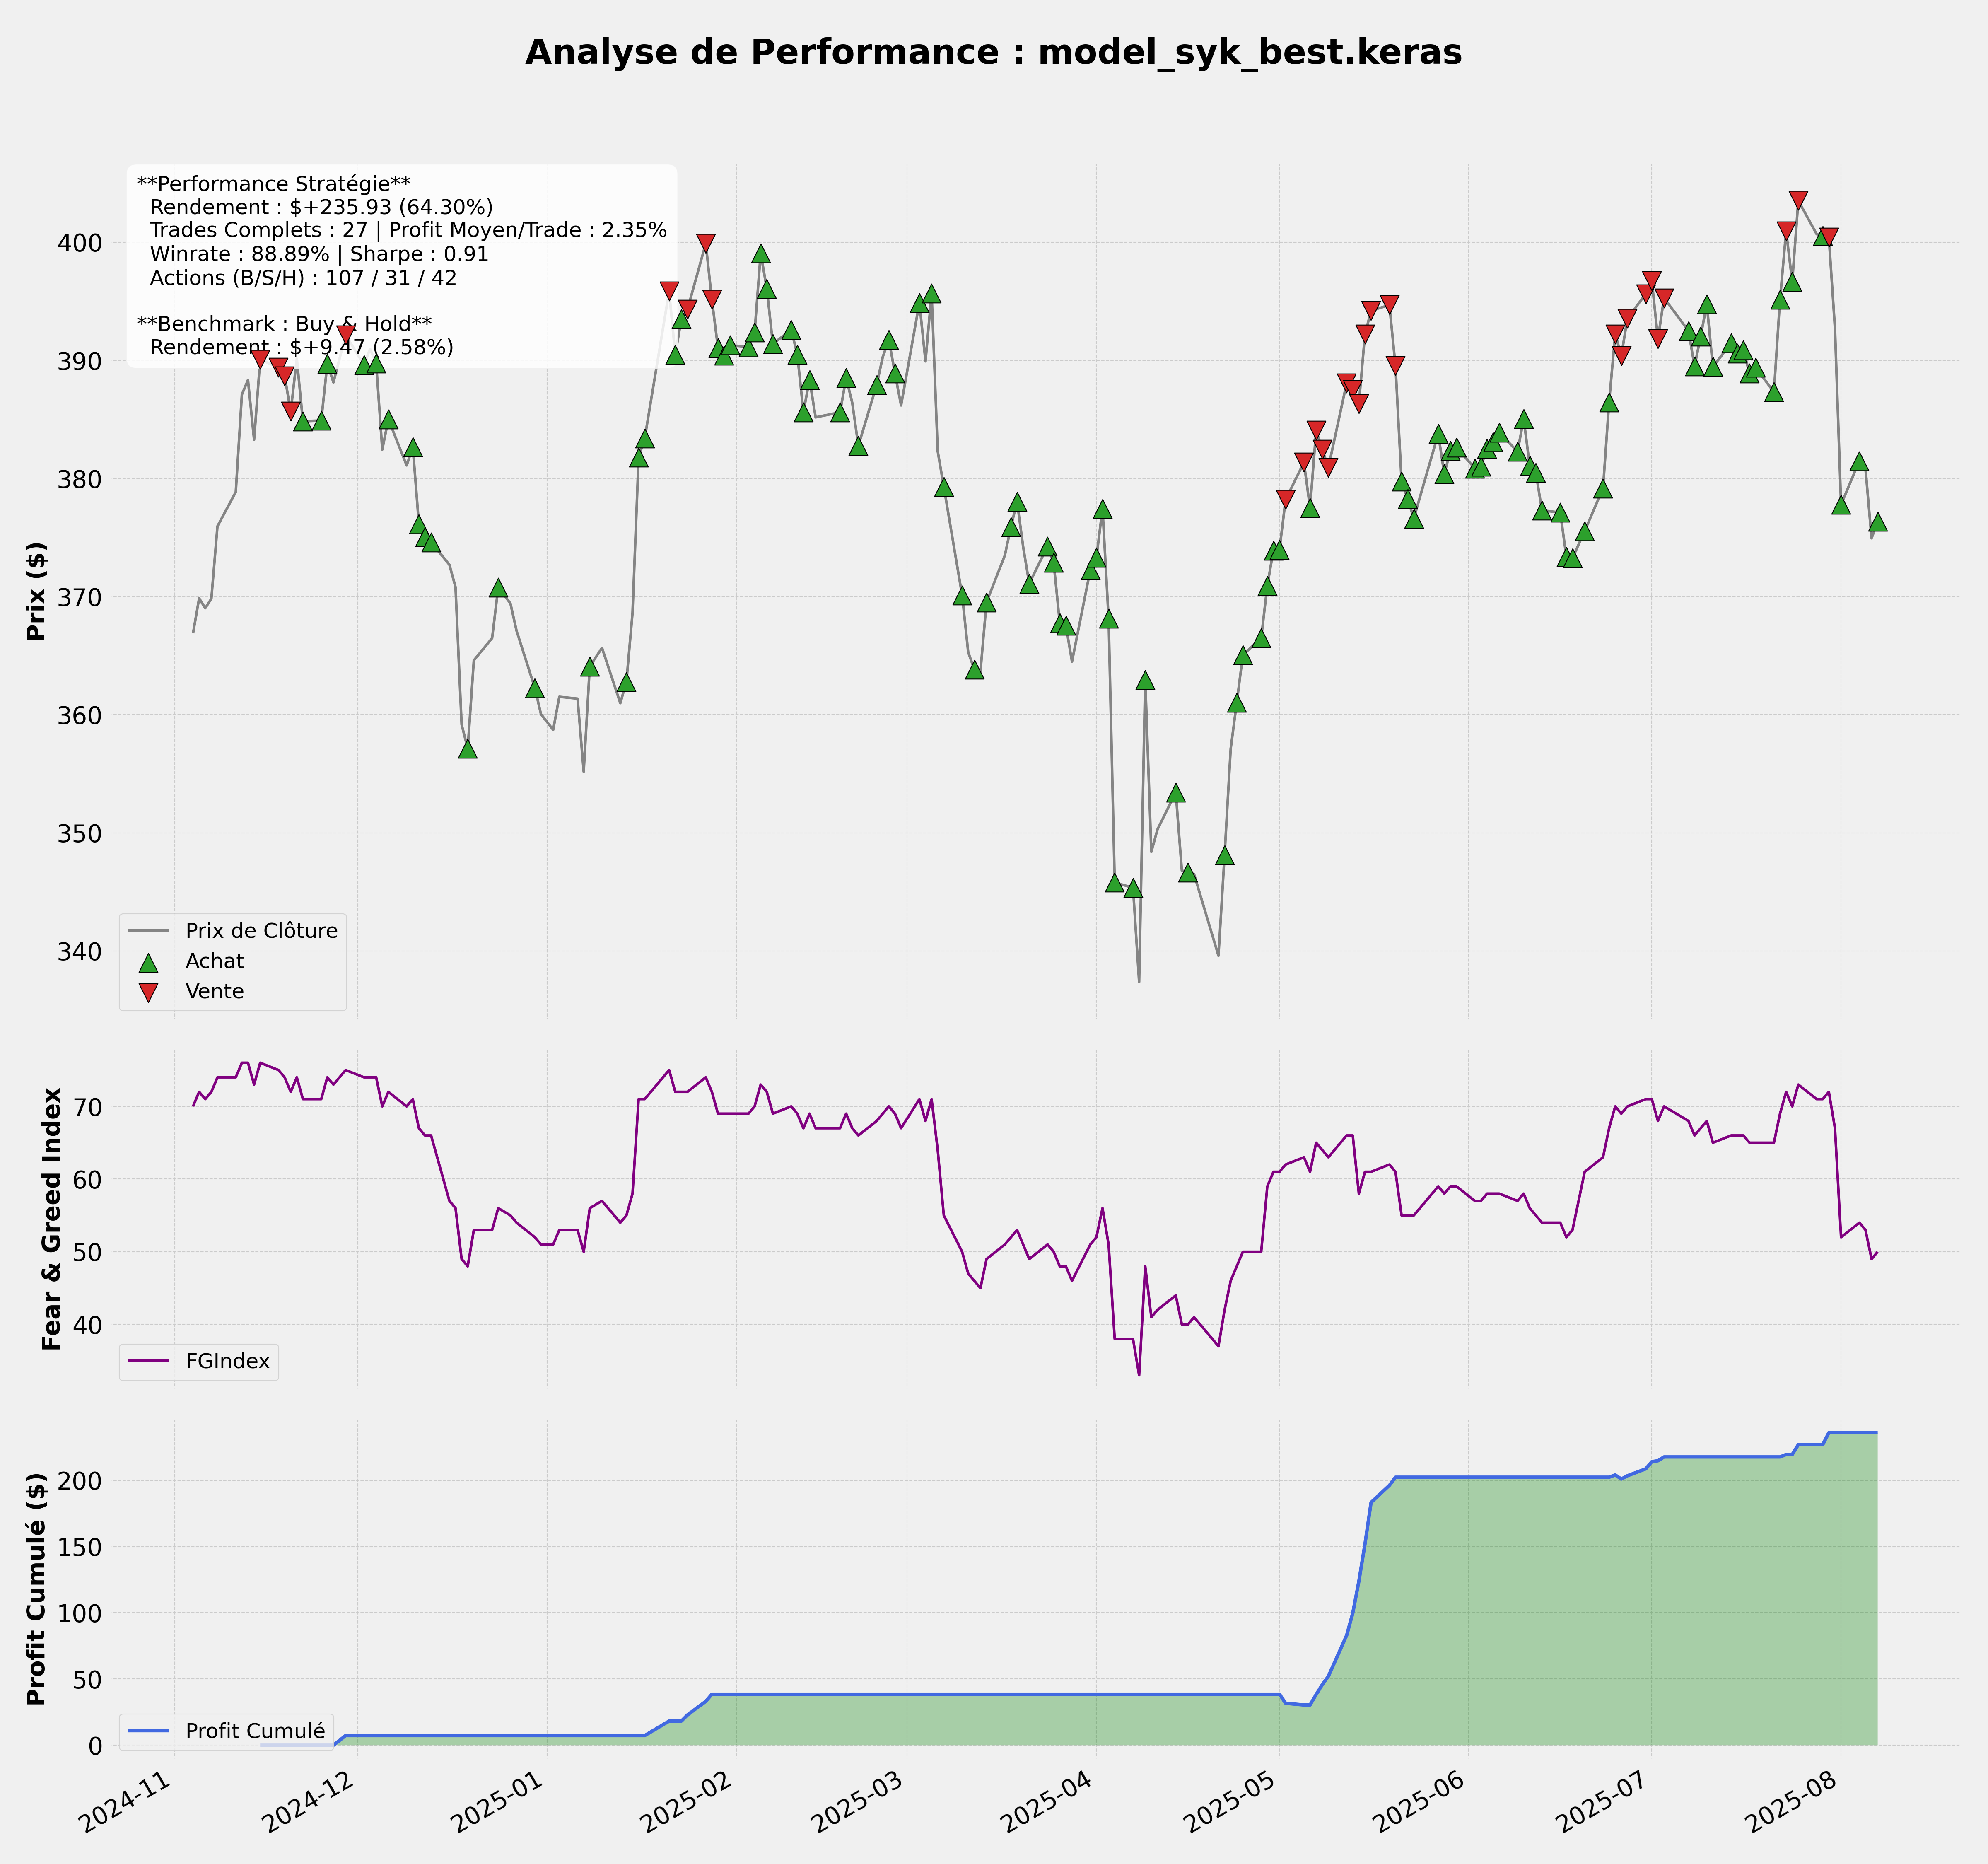 Analyse de Performance : model_syk_best.keras
**Performance Stratégie**
Rendement : $+235.93 (64.30%)
Trades Complets : 27 | Profit Moyen/Trade : 2.35%
Winrate : 88.89% | Sharpe : 0.91
Actions (B/S/H) : 107 / 31 / 42
**Benchmark : Buy & Hold**
Rendement : $+9.47 (2.58%)
Prix ($)
400
390
380
370
360
350
340
Prix de Clôture
Achat
Vente
Fear & Greed Index
70
60
50
40
FGIndex
Profit Cumulé ($)
200
150
100
50
0
Profit Cumulé
2024-11
2024-12
2025-01
2025-02
2025-03
2025-04
2025-05
2025-06
2025-07
2025-08